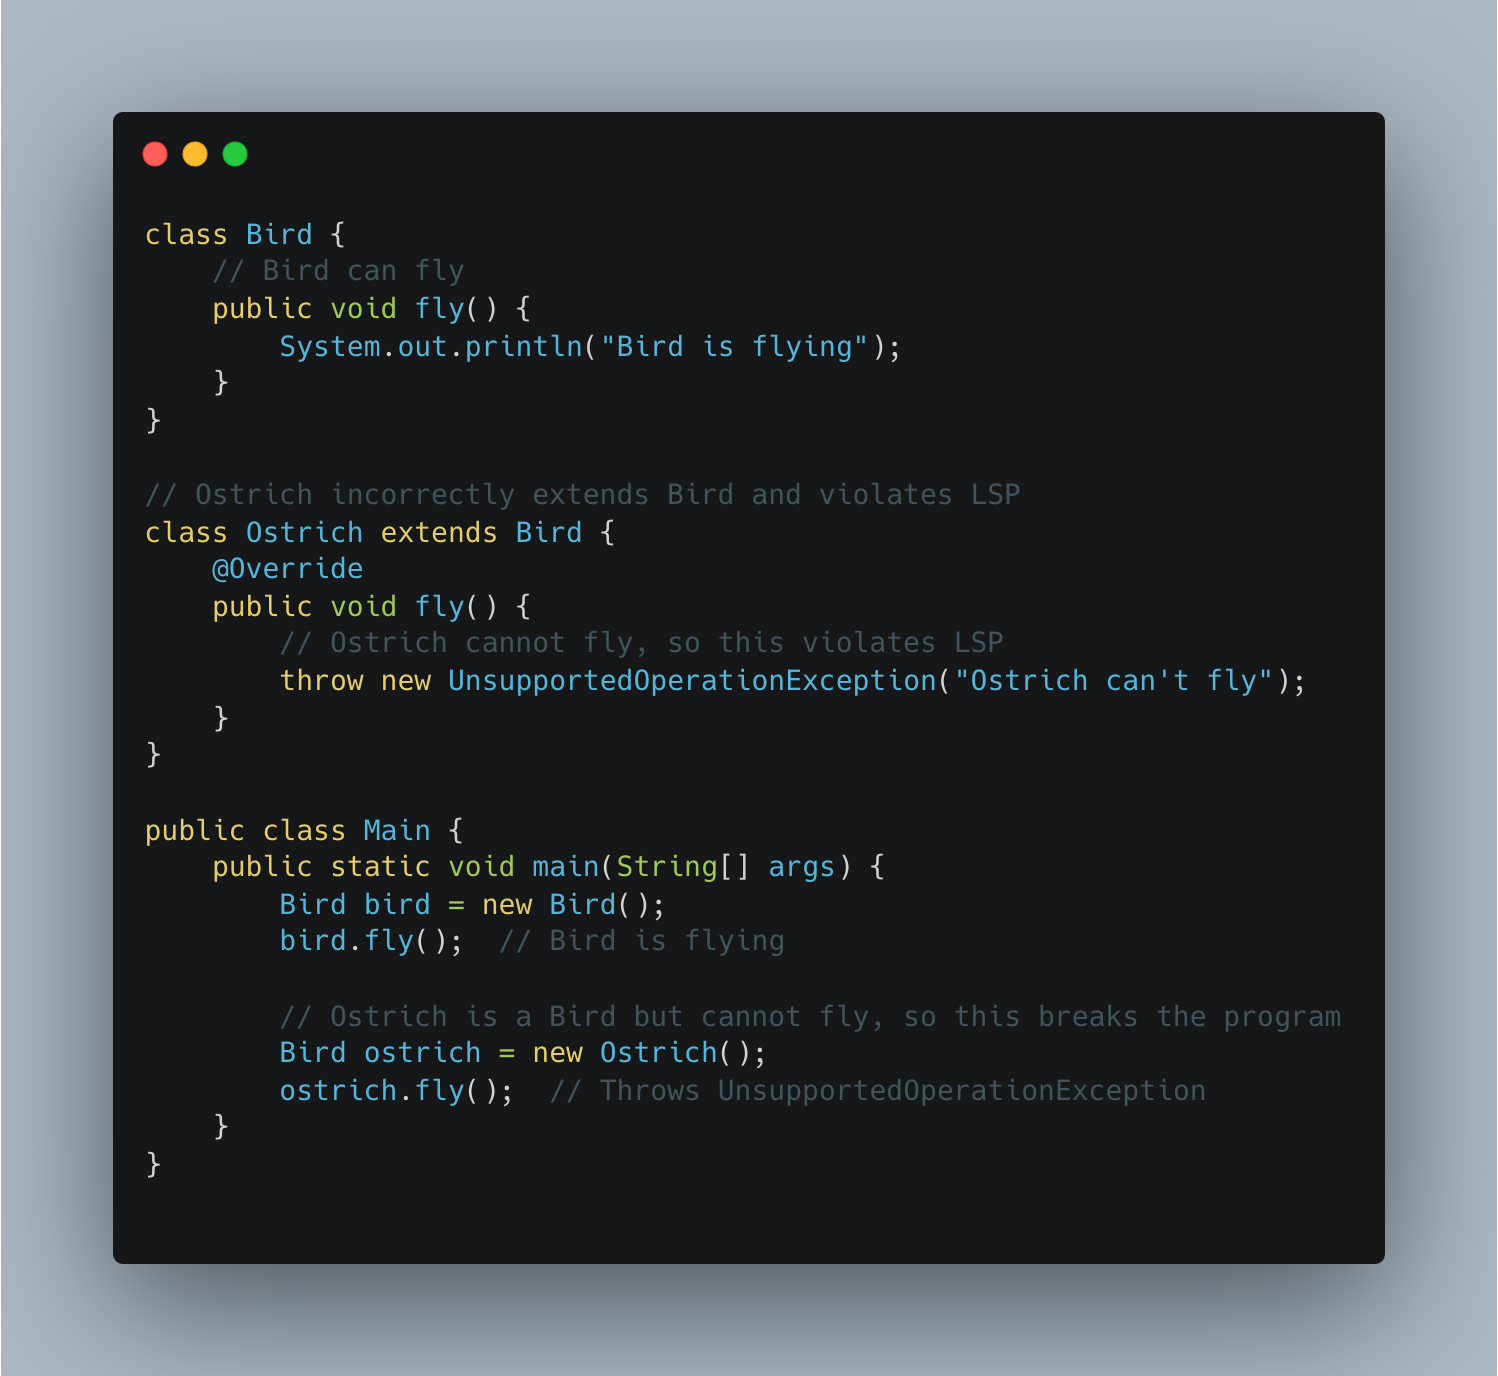 class Bird {
    // Bird can fly
    public void fly() {
        System.out.println("Bird is flying");
    }
}

// Ostrich incorrectly extends Bird and violates LSP
class Ostrich extends Bird {
    @Override
    public void fly() {
        // Ostrich cannot fly, so this violates LSP
        throw new UnsupportedOperationException("Ostrich can't fly");
    }
}

public class Main {
    public static void main(String[] args) {
        Bird bird = new Bird();
        bird.fly();  // Bird is flying

        // Ostrich is a Bird but cannot fly, so this breaks the program
        Bird ostrich = new Ostrich();
        ostrich.fly();  // Throws UnsupportedOperationException
    }
}